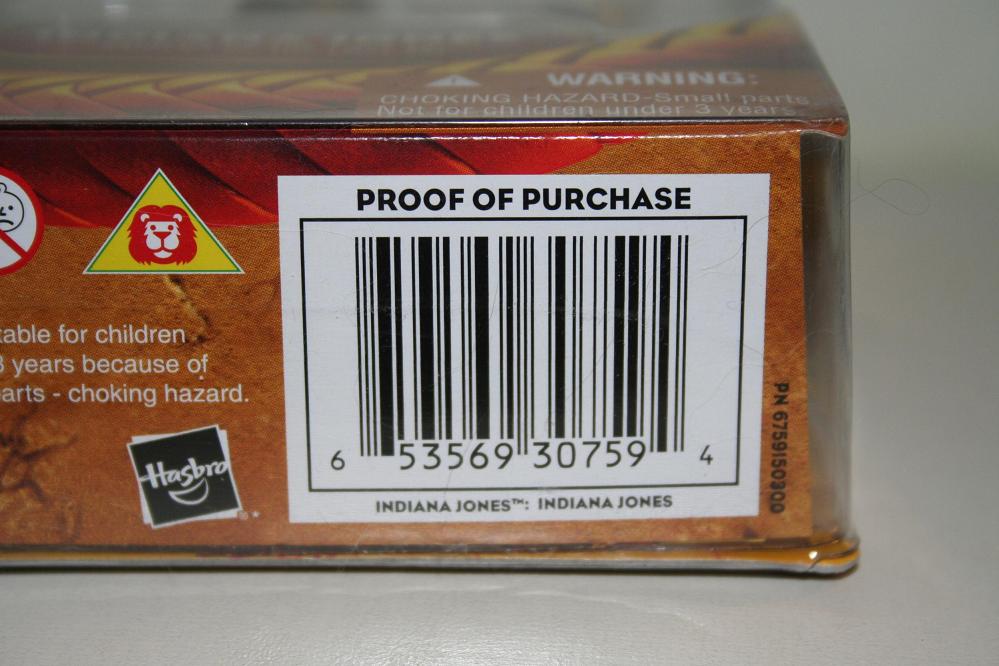 WARNING:
CHOKING HAZARD-Small parts
Not for children under 3 years
PROOF OF PURCHASE
6 53569 30759 4
INDIANA JONES™: INDIANA JONES
able for children
3 years because of
arts - choking hazard.
Hasbro
®*
PN 6759150300